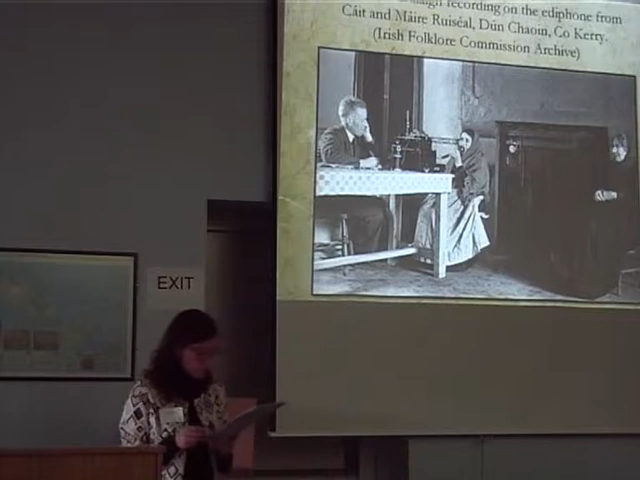 recording on the ediphone from
Cáit and Máire Ruiséal, Dún Chaoin, Co Kerry.
(Irish Folklore Commission Archive)
EXIT